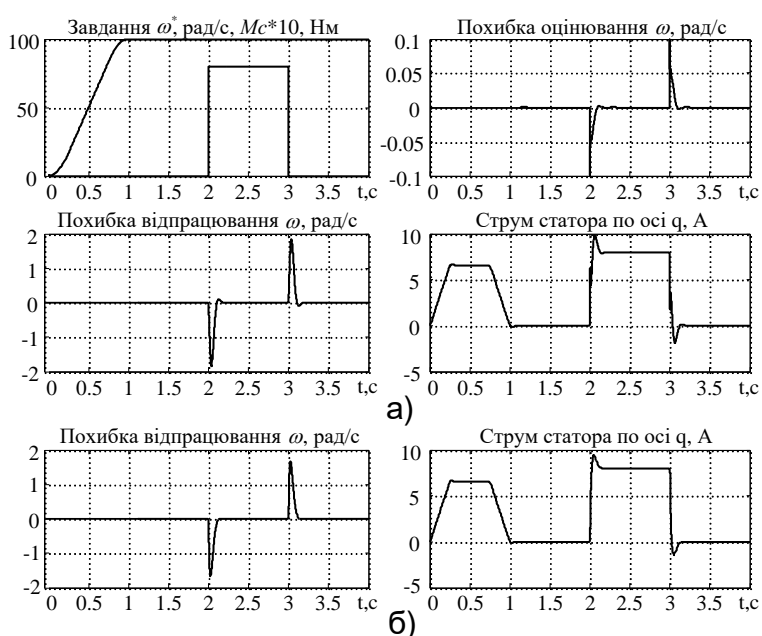 Завдання ω*, рад/с, Mc*10, Нм
Похибка оцінювання ω, рад/с
100
50
0
0 0.5 1 1.5 2 2.5 3 3.5 t,c
0.1
0.05
0
-0.05
-0.1
0 0.5 1 1.5 2 2.5 3 3.5 t,c
Похибка відпрацювання ω, рад/с
Струм статора по осі q, А
2
1
0
-1
-2
0 0.5 1 1.5 2 2.5 3 3.5 t,c
10
5
0
-5
0 0.5 1 1.5 2 2.5 3 3.5 t,c
а)
Похибка відпрацювання ω, рад/с
Струм статора по осі q, А
2
1
0
-1
-2
0 0.5 1 1.5 2 2.5 3 3.5 t,c
10
5
0
-5
0 0.5 1 1.5 2 2.5 3 3.5 t,c
б)